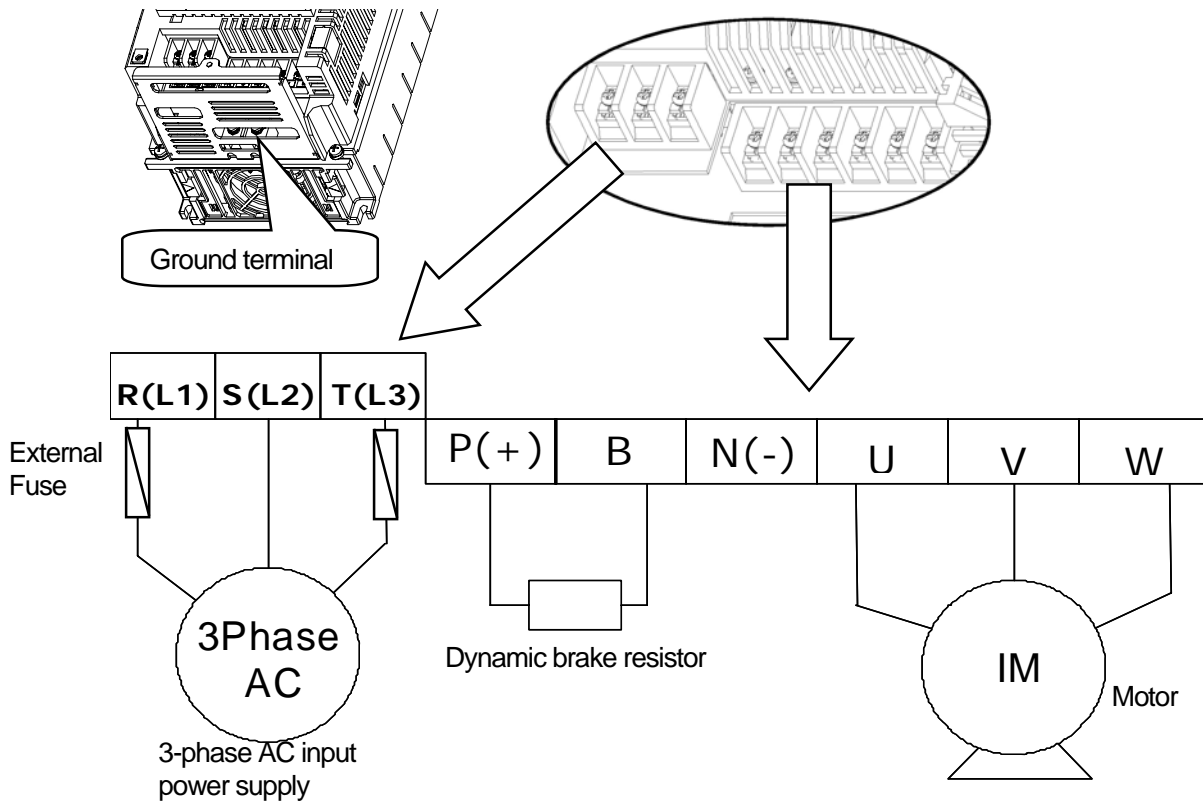 Ground terminal
R(L1) S(L2) T(L3)
P(+) B N(-) U V W
External
Fuse
3Phase
AC
Dynamic brake resistor
IM
Motor
3-phase AC input
power supply